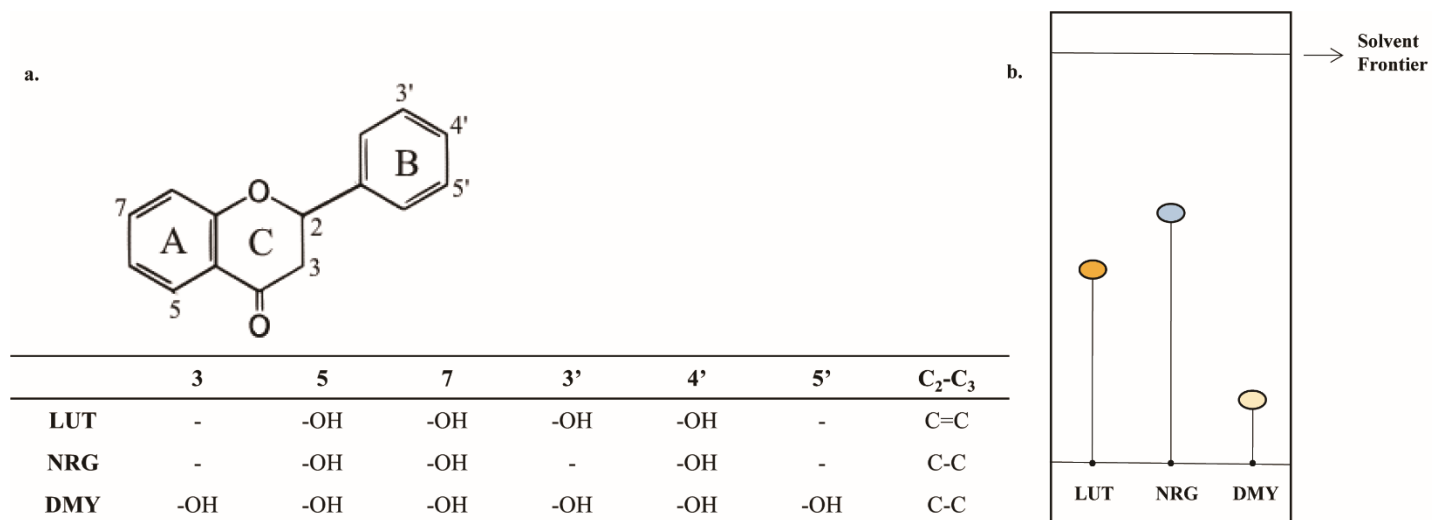 a.
3'
4'
B
5'
O
7
2
A
C
3
5
O
3 5 7 3’ 4’ 5’ C₂-C₃
LUT - -OH -OH -OH -OH - C=C
NRG - -OH -OH - -OH - C-C
DMY -OH -OH -OH -OH -OH -OH C-C
b.
Solvent
Frontier
LUT NRG DMY